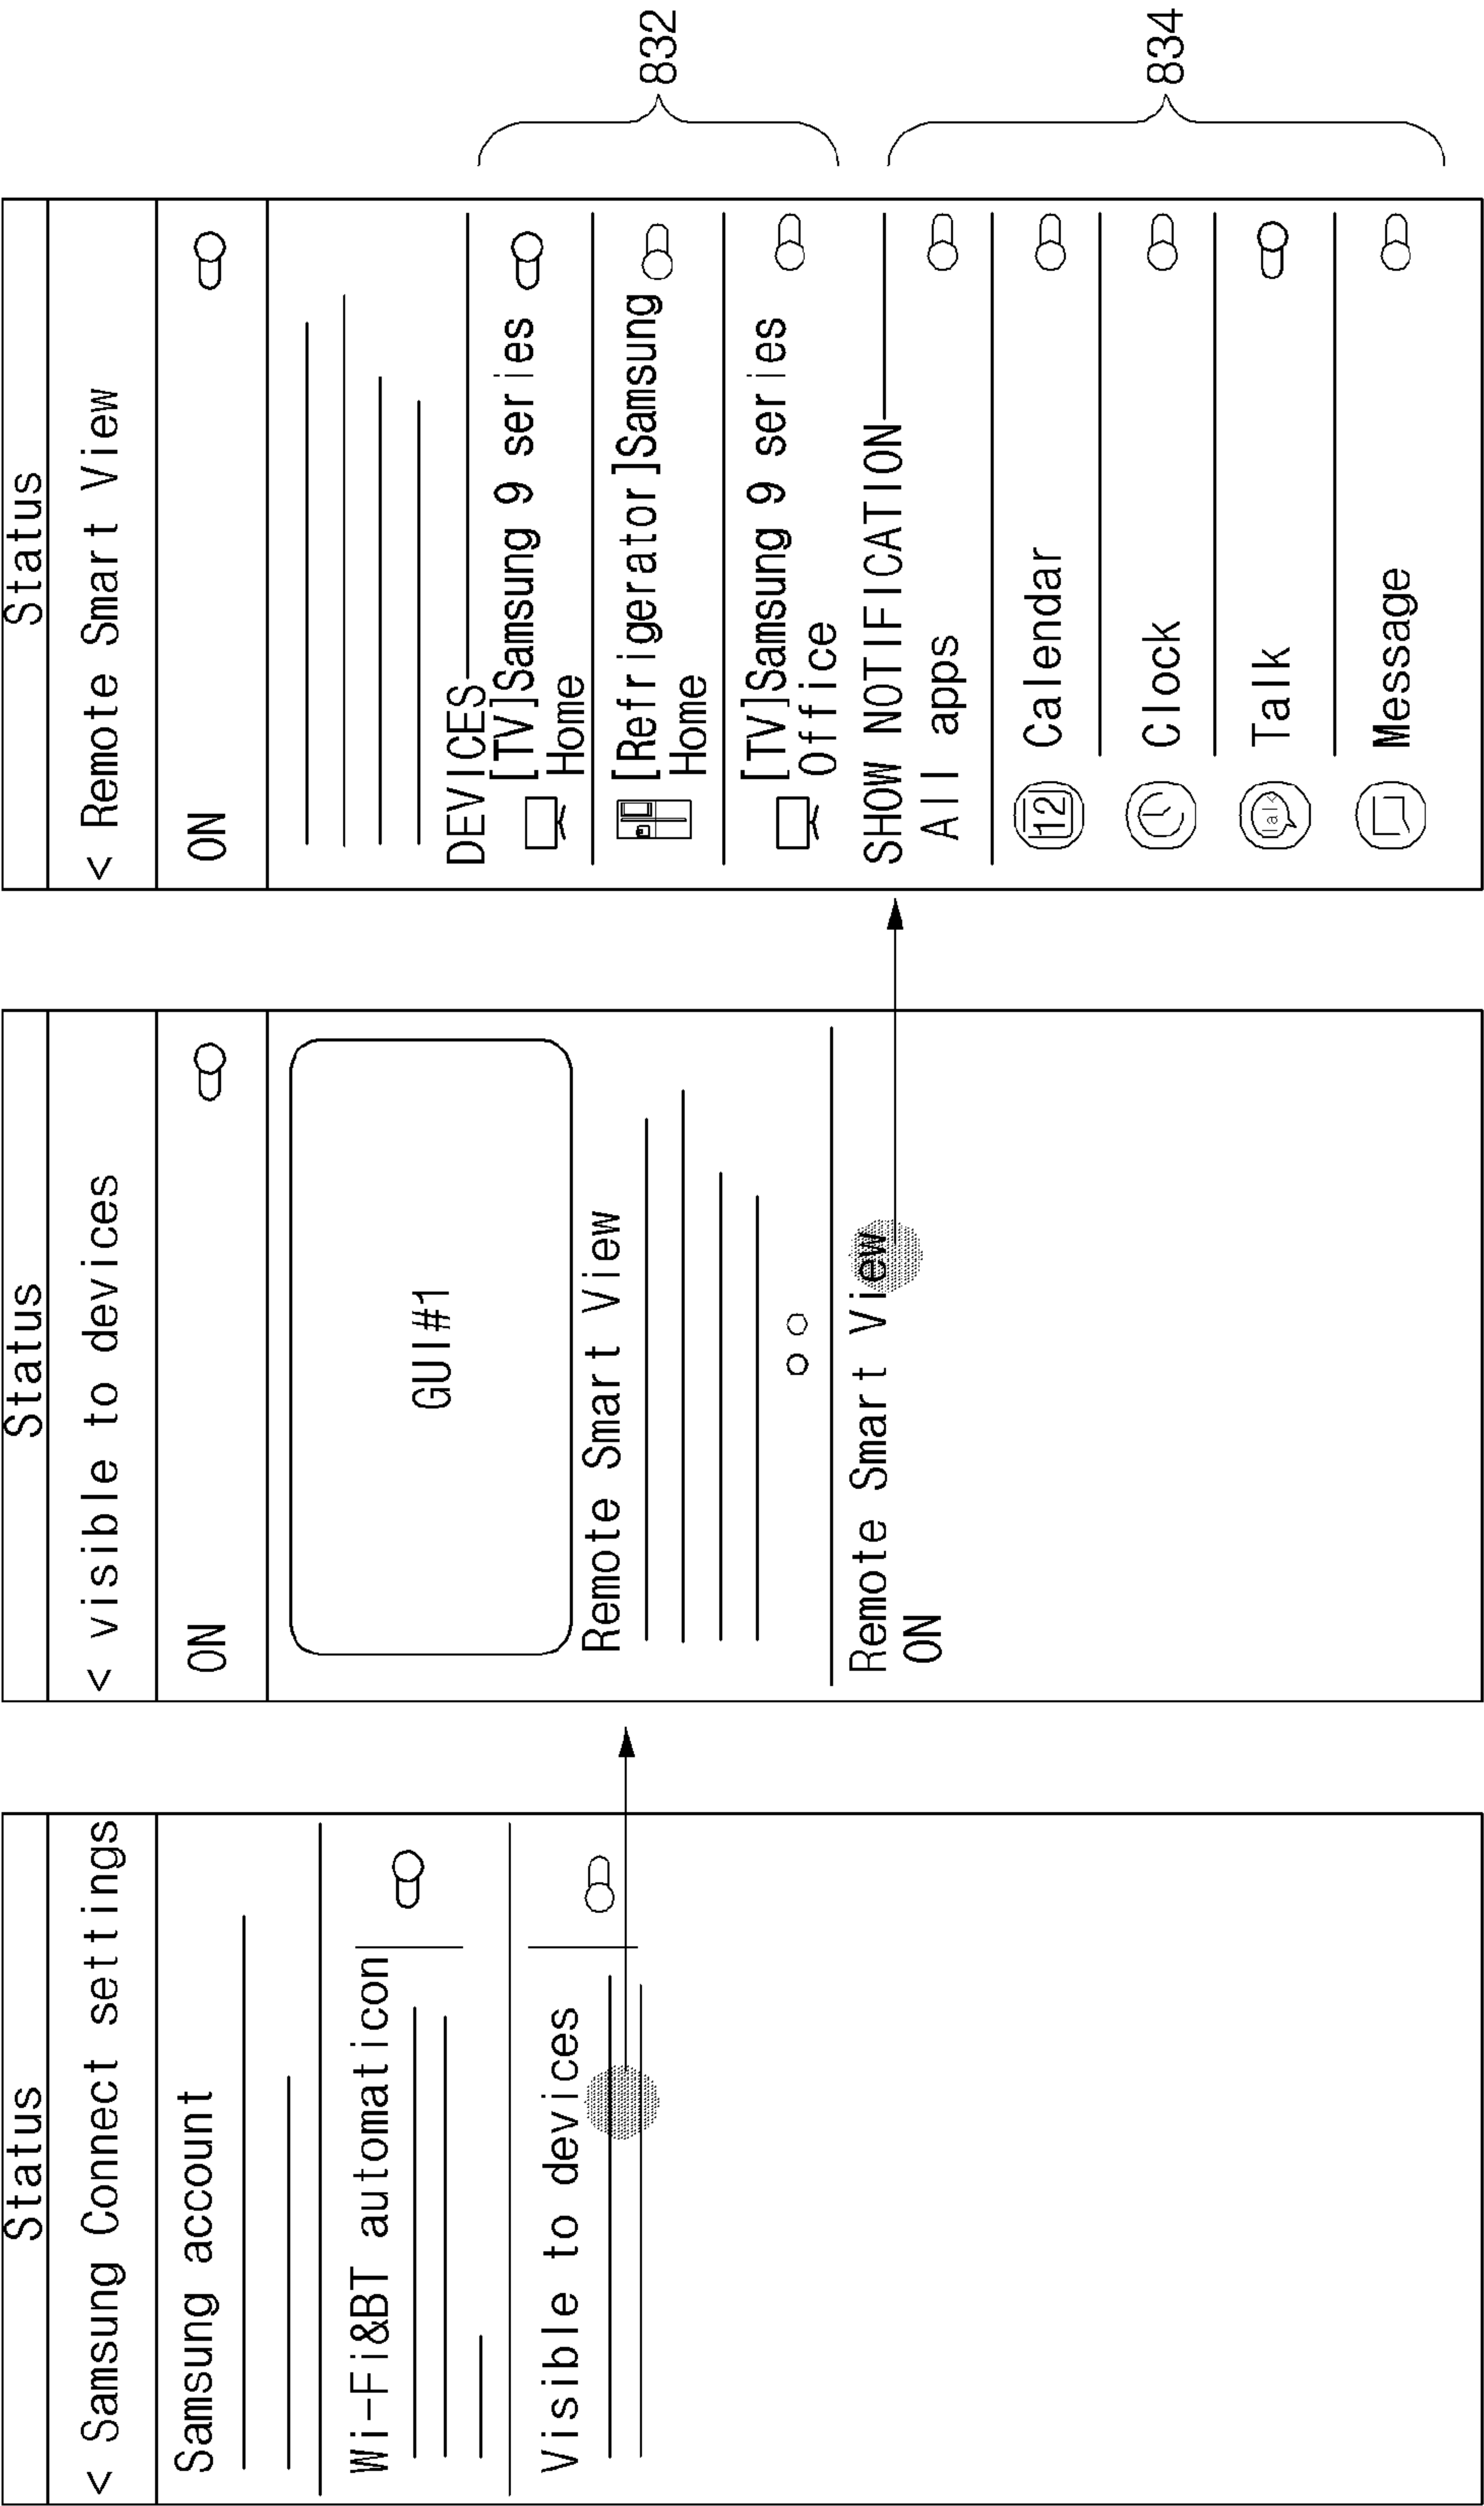 Status
< Samsung Connect settings
Samsung account
Wi-Fi&BT automaticon
Visible to devices
Status
< visible to devices
ON
GUI#1
Remote Smart View
Remote Smart View
ON
Status
< Remote Smart View
ON
DEVICES
[TV]Samsung 9 series
Home
[Refrigerator]Samsung
Home
[TV]Samsung 9 series
Office
832
SHOW NOTIFICATION
All apps
12 Calendar
Clock
Talk Talk
Message
834